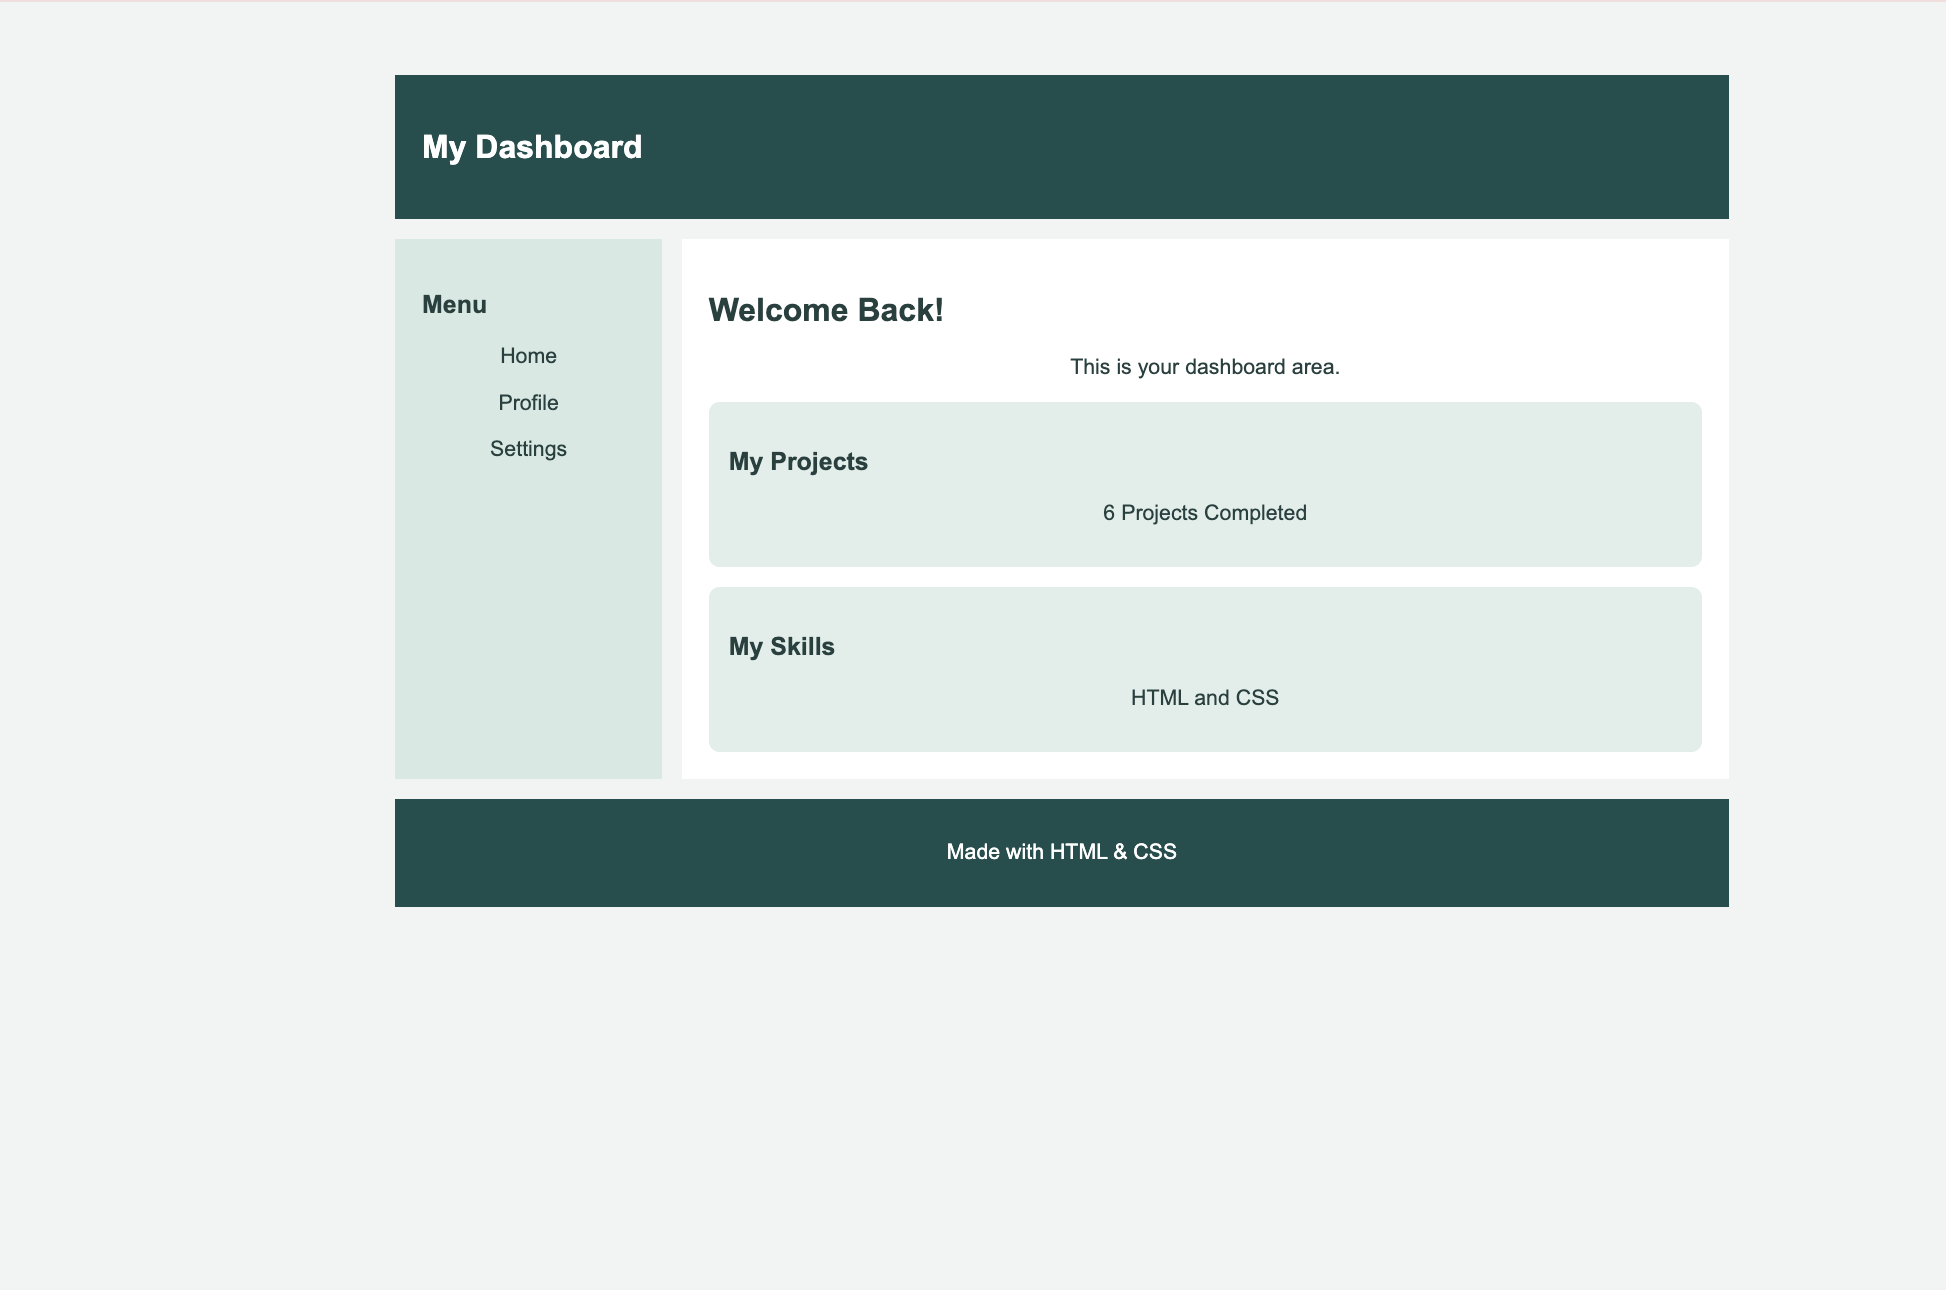 My Dashboard
Menu
Home
Profile
Settings
Welcome Back!
This is your dashboard area.
My Projects
6 Projects Completed
My Skills
HTML and CSS
Made with HTML & CSS